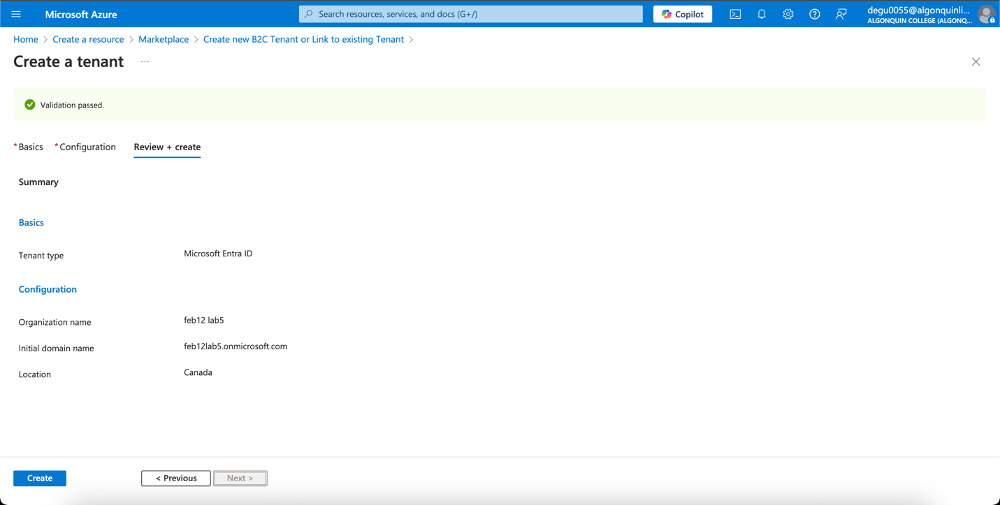 Microsoft Azure
Search resources, services, and docs (G+/)
Copilot
degu0055@algonquinli...
ALGONQUIN COLLEGE (ALGONQ...
Home > Create a resource > Marketplace > Create new B2C Tenant or Link to existing Tenant >
Create a tenant ...
Validation passed.
* Basics * Configuration Review + create
Summary
Basics
Tenant type Microsoft Entra ID
Configuration
Organization name feb12 lab5
Initial domain name feb12lab5.onmicrosoft.com
Location Canada
Create < Previous Next >